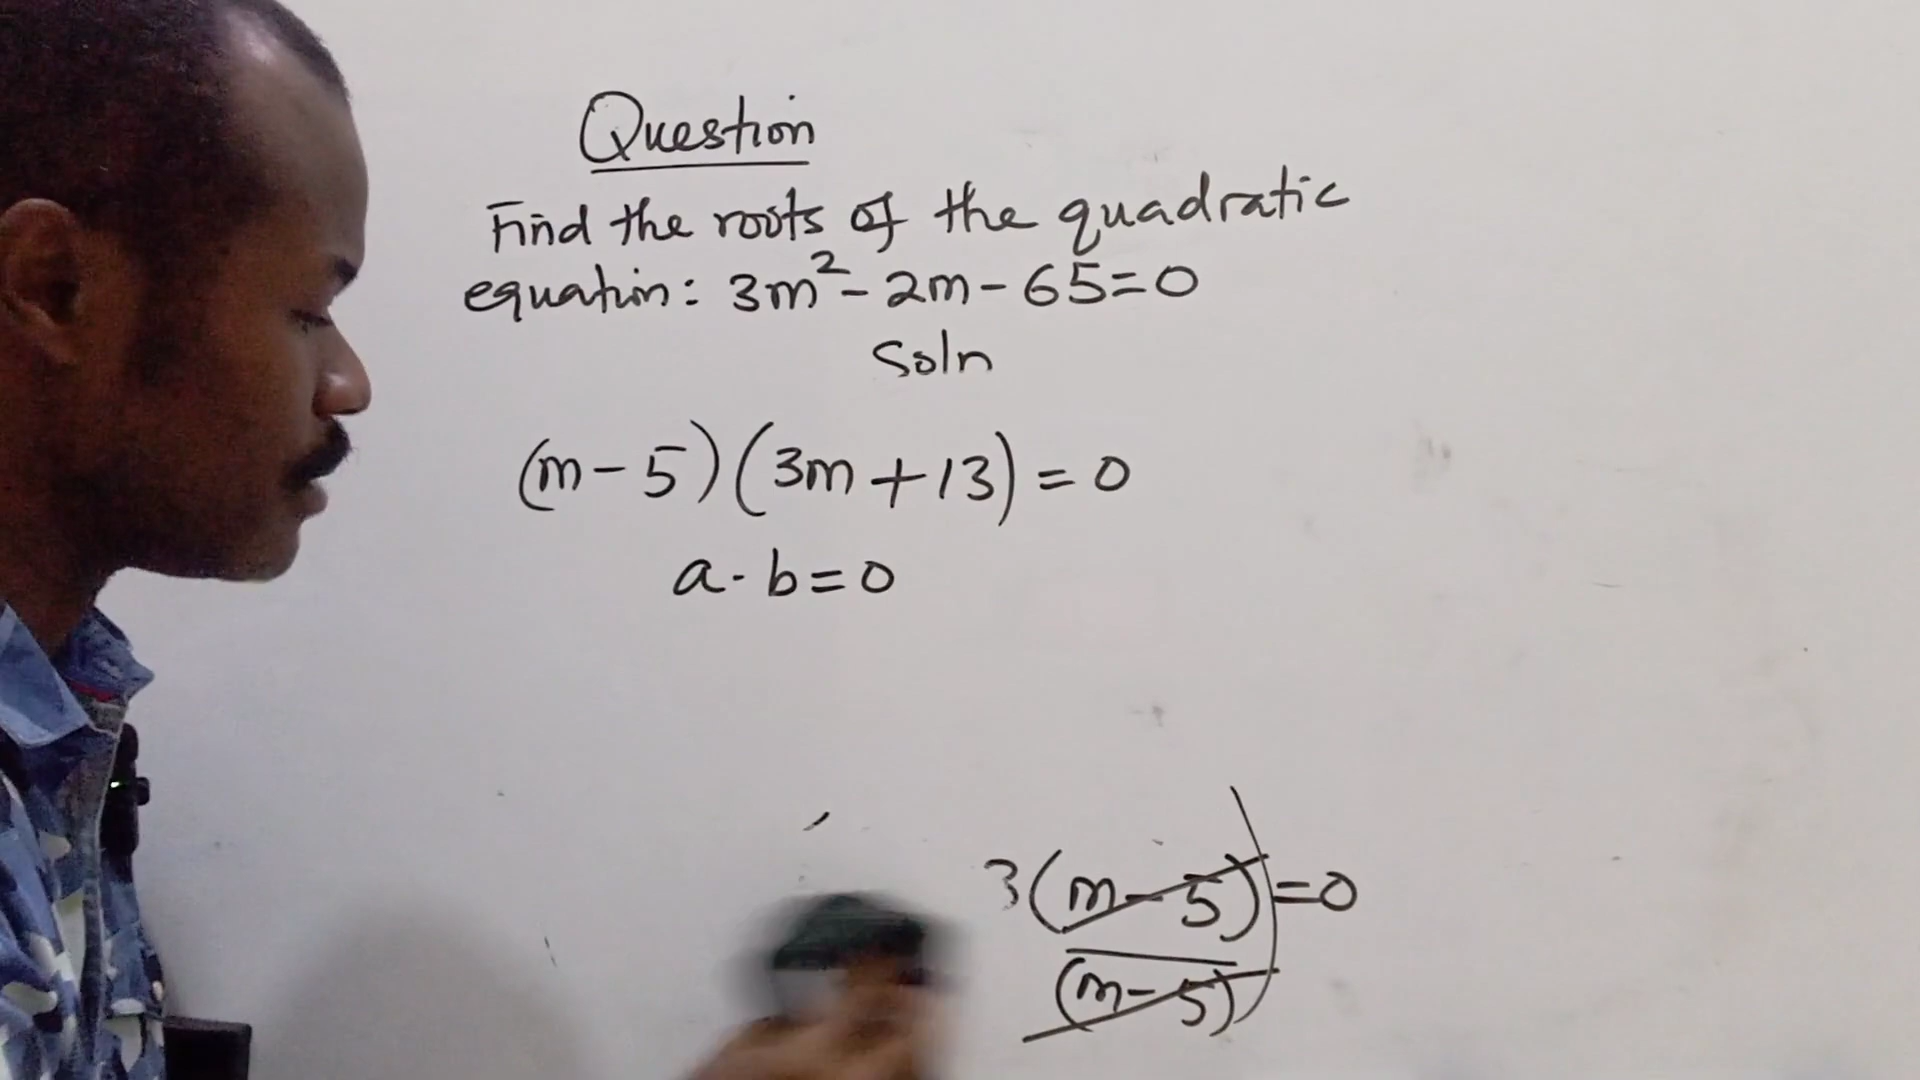 Question
Find the roots of the quadratic
equation: 3m²-2m-65=0
Soln
(m-5)(3m+13)=0
a·b=0
3(m-5)=0
(m-5)